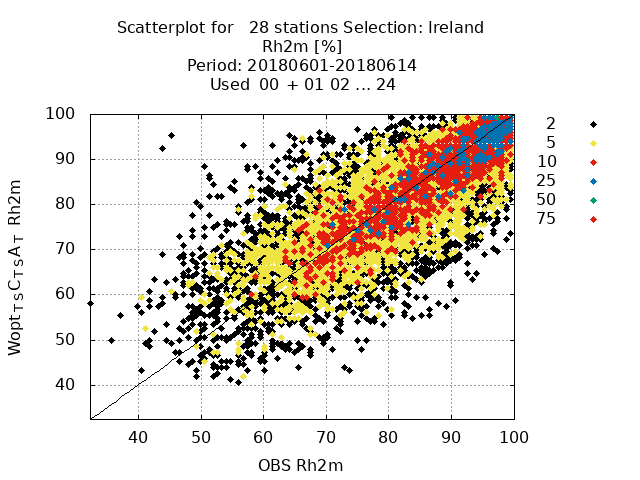 Scatterplot for 28 stations Selection: Ireland
Rh2m [%]
Period: 20180601-20180614
Used 00 + 01 02 ... 24
100
90
80
70
60
50
40
Wopt T S C T S A T Rh2m
40 50 60 70 80 90 100
OBS Rh2m
2
5
10
25
50
75